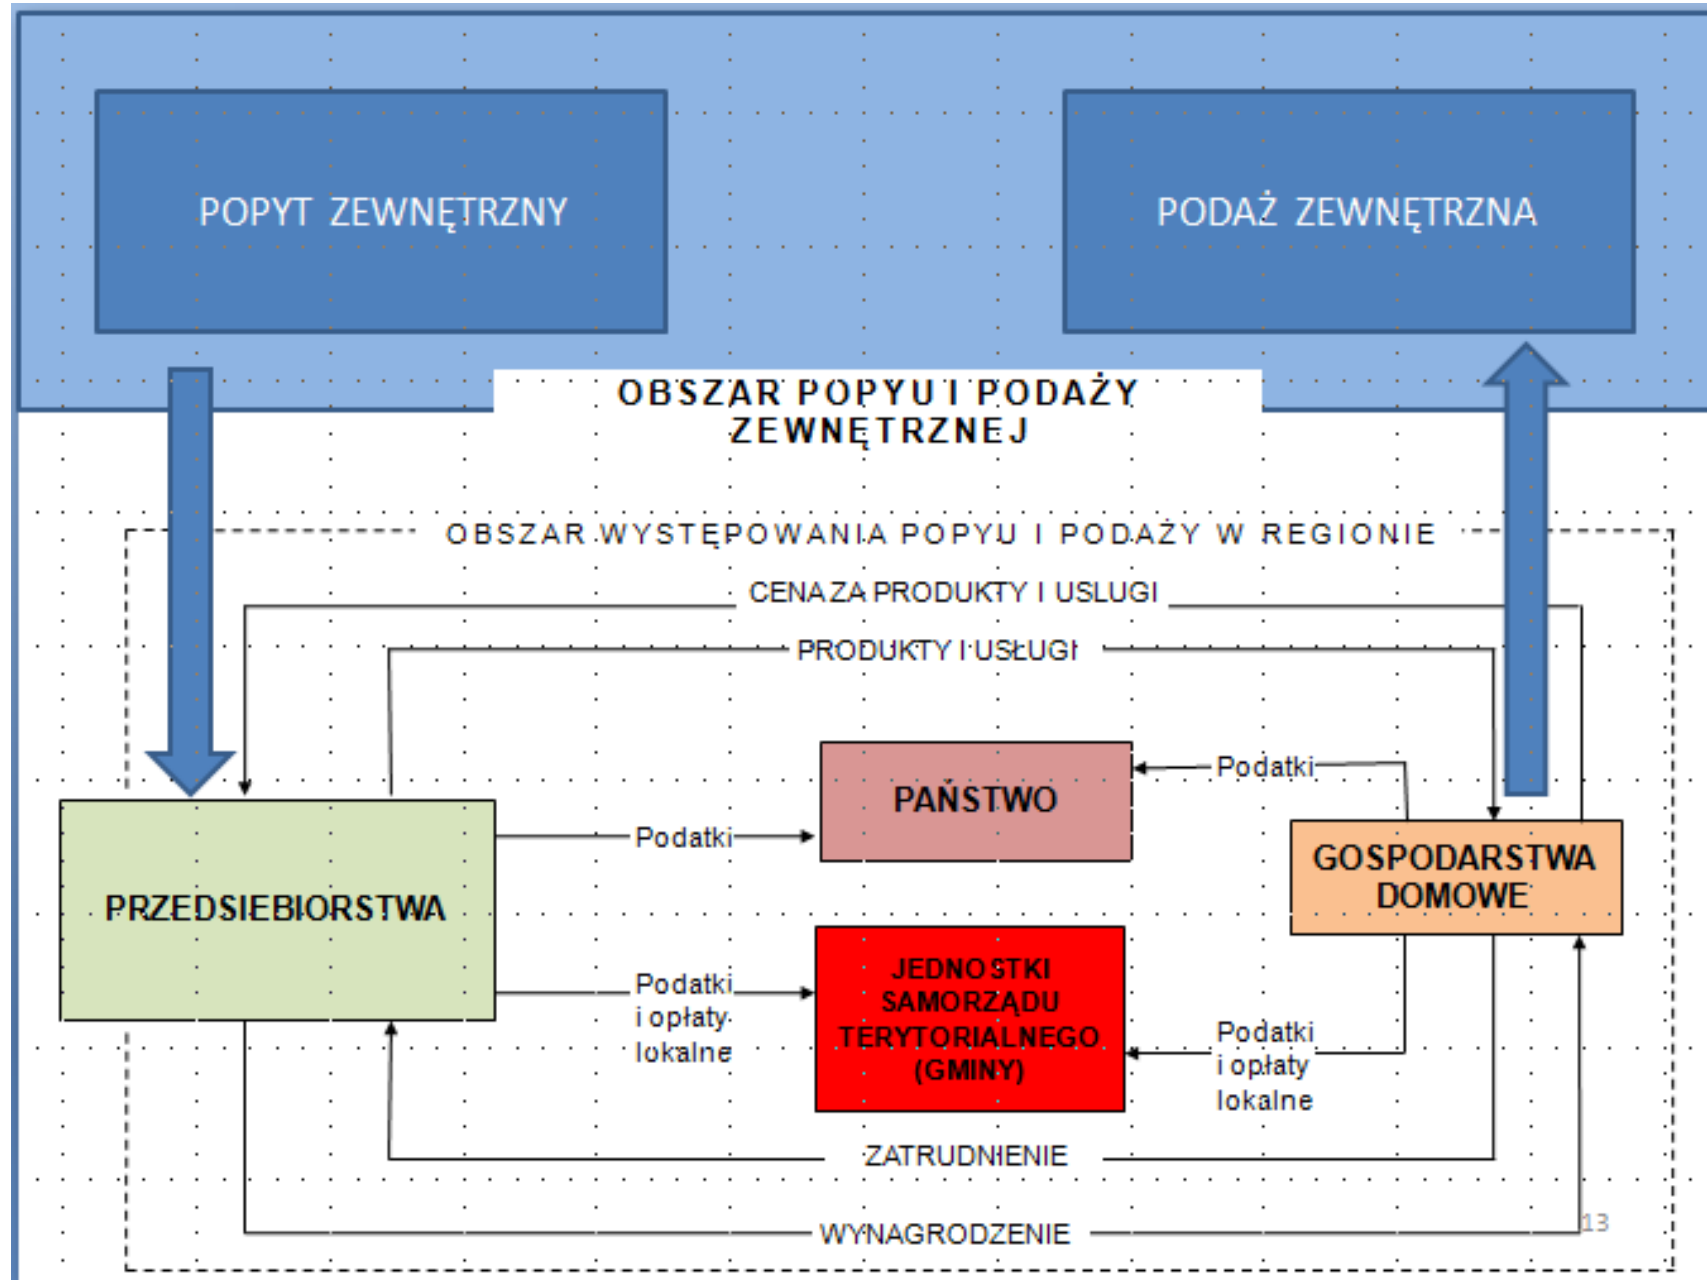 POPYT ZEWNĘTRZNY
PODAŻ ZEWNĘTRZNA
OBSZAR POPYU I PODAŻY
ZEWNĘTRZNEJ
OBSZAR WYSTĘPOWANIA POPYU I PODAŻY W REGIONIE
CENA ZA PRODUKTY I USLUGI
PRODUKTY I USŁUGI
PAŃSTWO
Podatki
Podatki
GOSPODARSTWA
DOMOWE
PRZEDSIEBIORSTWA
JEDNOSTKI
SAMORZĄDU
TERYTORIALNEGO
(GMINY)
Podatki
i opłaty
lokalne
Podatki
i opłaty
lokalne
ZATRUDNIENIE
WYNAGRODZENIE
13